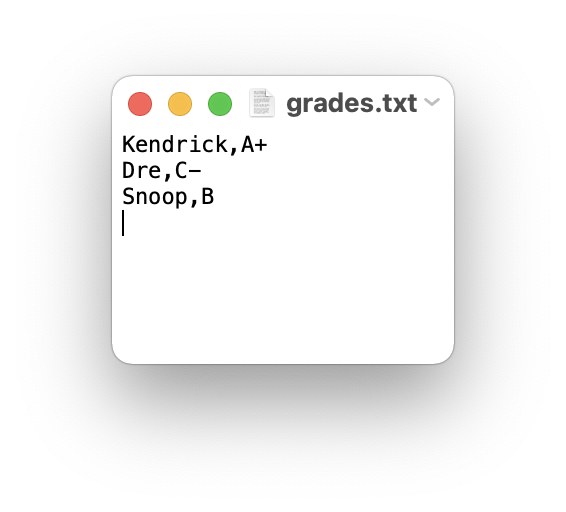 grades.txt
Kendrick,A+
Dre,C-
Snoop,B